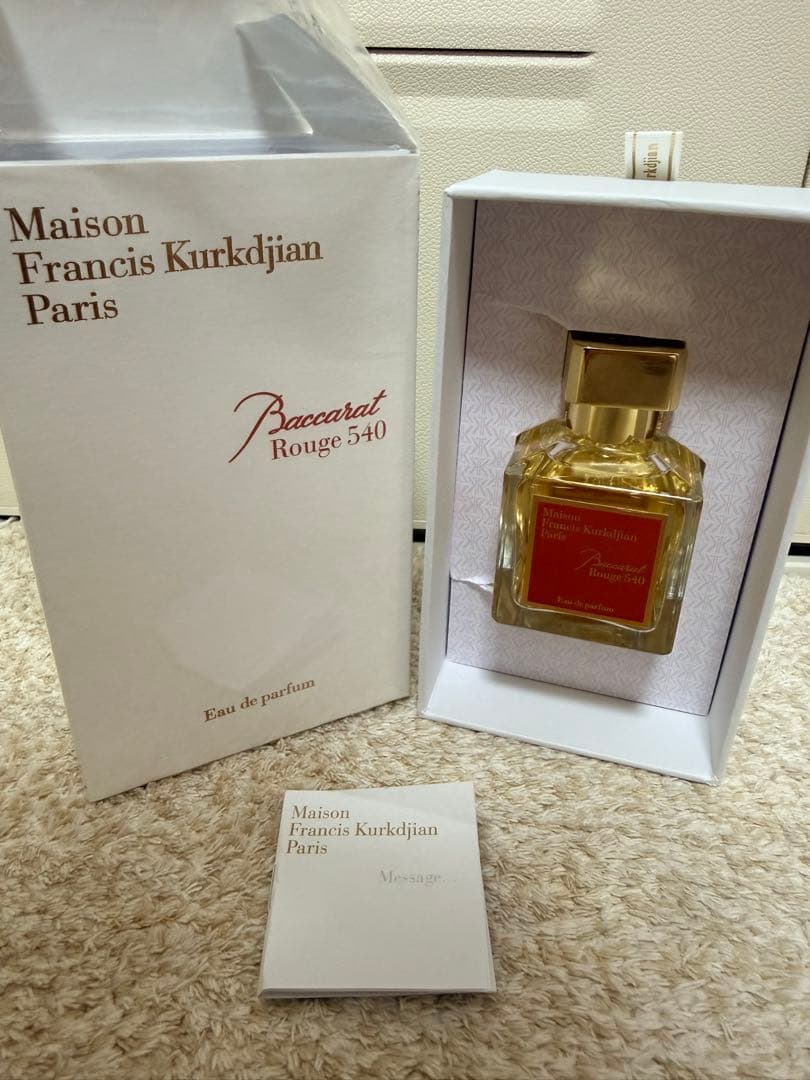 Maison
Francis Kurkdjian
Paris
Baccarat
Rouge 540
Eau de parfum
rkdjian
Maison
Francis Kurkdjian
Paris
Baccarat
Rouge 540
Eau de parfum
Maison
Francis Kurkdjian
Paris
Message...